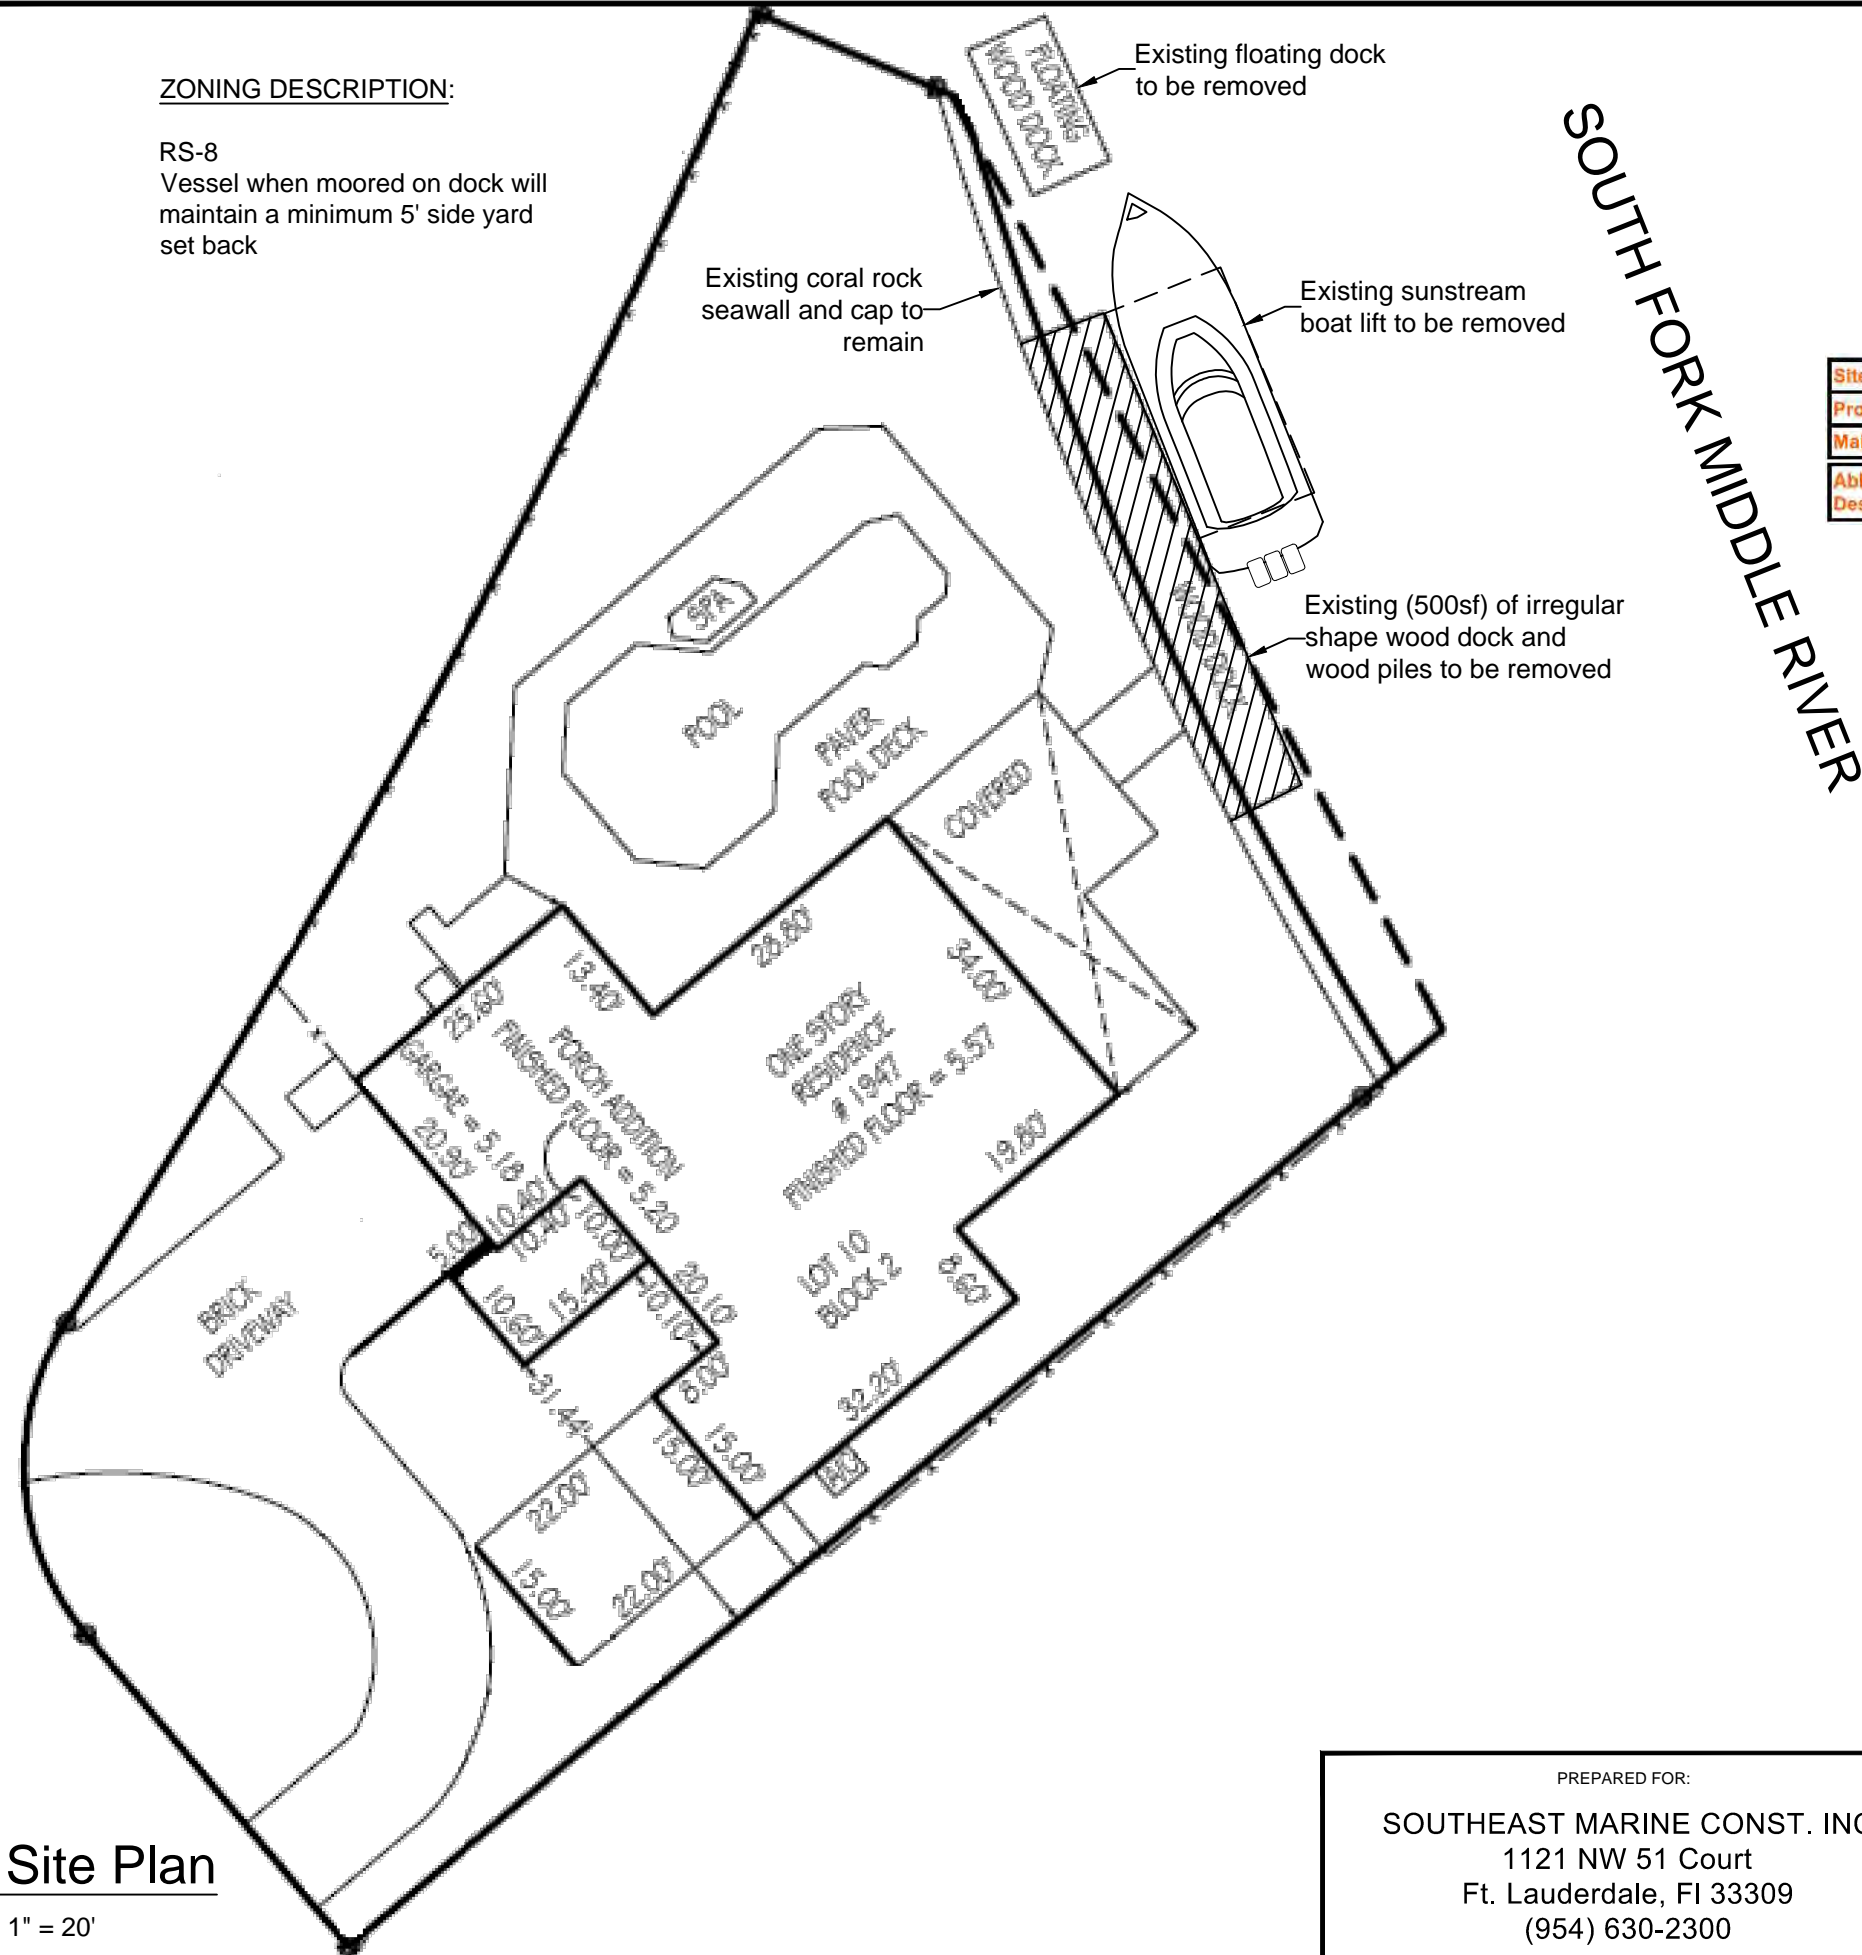 ZONING DESCRIPTION:
RS-8
Vessel when moored on dock will
maintain a minimum 5' side yard
set back
Existing floating dock
to be removed
FLOATING
WOOD DOCK
Existing coral rock
seawall and cap to
remain
Existing sunstream
boat lift to be removed
SOUTH FORK MIDDLE RIVER
Existing (500sf) of irregular
shape wood dock and
wood piles to be removed
WOOD DOCK
SPA
POOL
PAVER
POOL DECK
COVERED
28.80'
13.40'
34.00'
25.60'
GARGAE = 5.18
20.90'
PORCH ADDITION
FINISHED FLOOR = 5.20
ONE STORY
RESIDENCE
# 1947
FINISHED FLOOR = 5.57
19.80'
8.60'
LOT 10
BLOCK 2
5.00'
10.40'
10.40'
10.00'
20.10'
10.10'
10.60'
15.40'
8.00'
31.44'
32.20'
15.00'
15.00'
A/C
22.00'
15.00'
22.00'
BRICK
DRIVEWAY
Site Plan
1" = 20'
PREPARED FOR:
SOUTHEAST MARINE CONST. INC
1121 NW 51 Court
Ft. Lauderdale, Fl 33309
(954) 630-2300